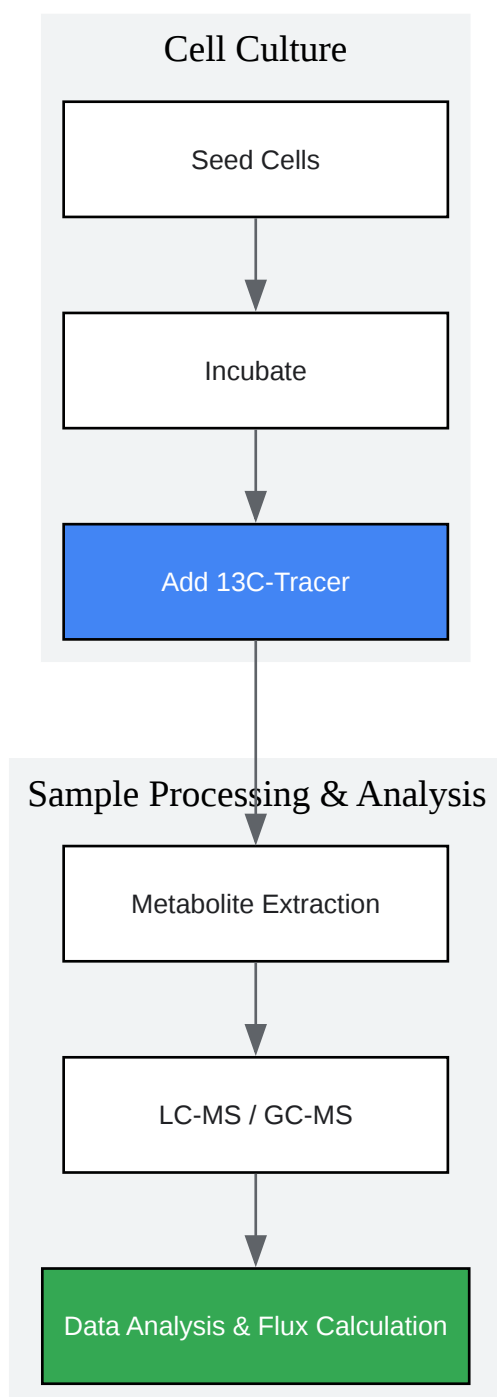 Cell Culture
Seed Cells
Incubate
Add 13C-Tracer
Sample Processing & Analysis
Metabolite Extraction
LC-MS / GC-MS
Data Analysis & Flux Calculation